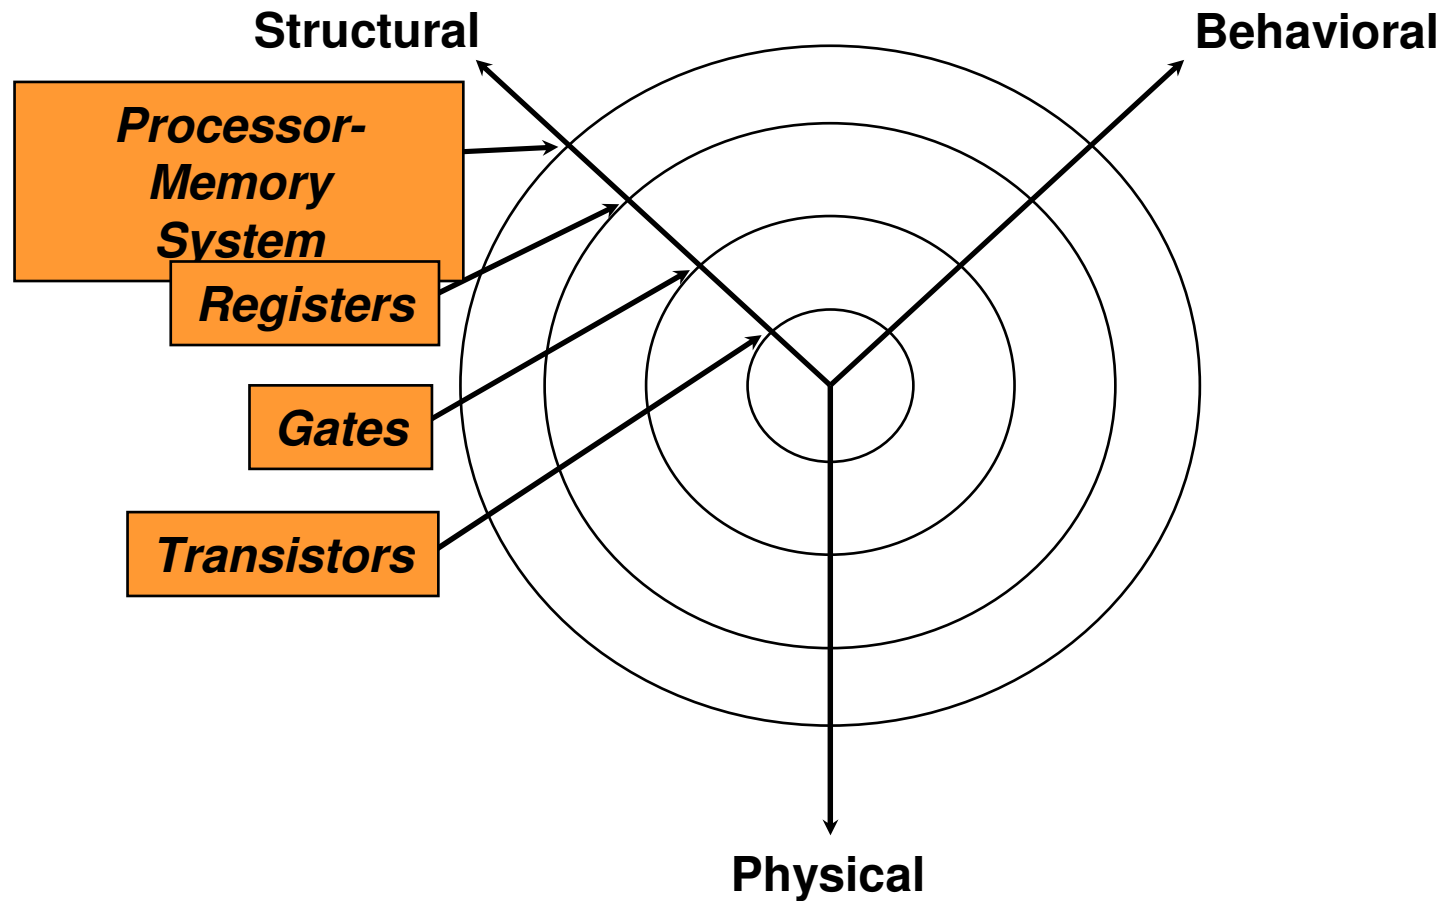 Structural
Behavioral
Processor-
Memory
System
Registers
Gates
Transistors
Physical